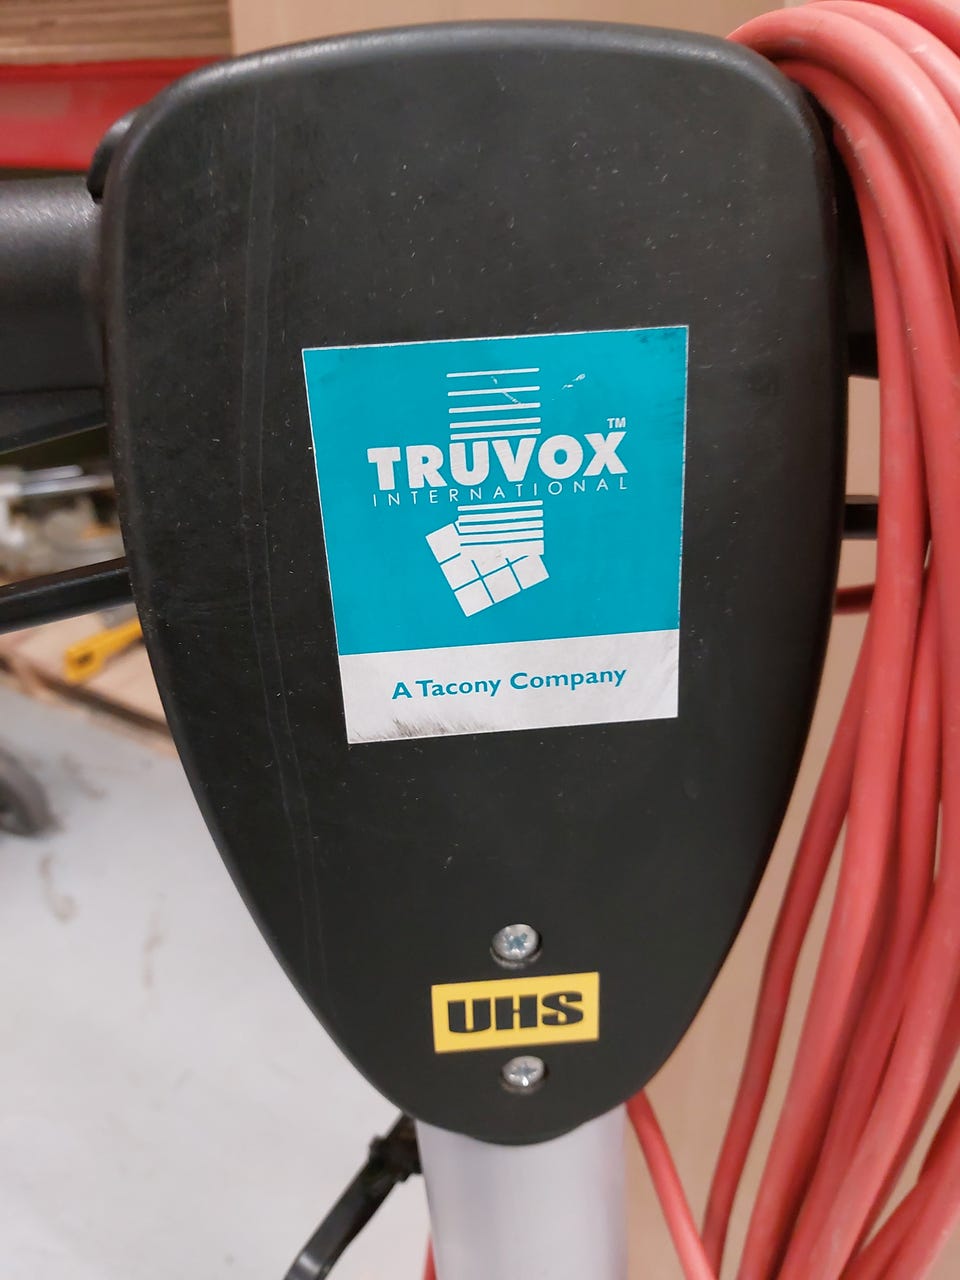 TRUVOX™
INTERNATIONAL
A Tacony Company
UHS